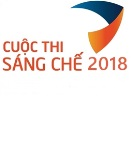 CUỘC THI
SÁNG CHẾ 2018